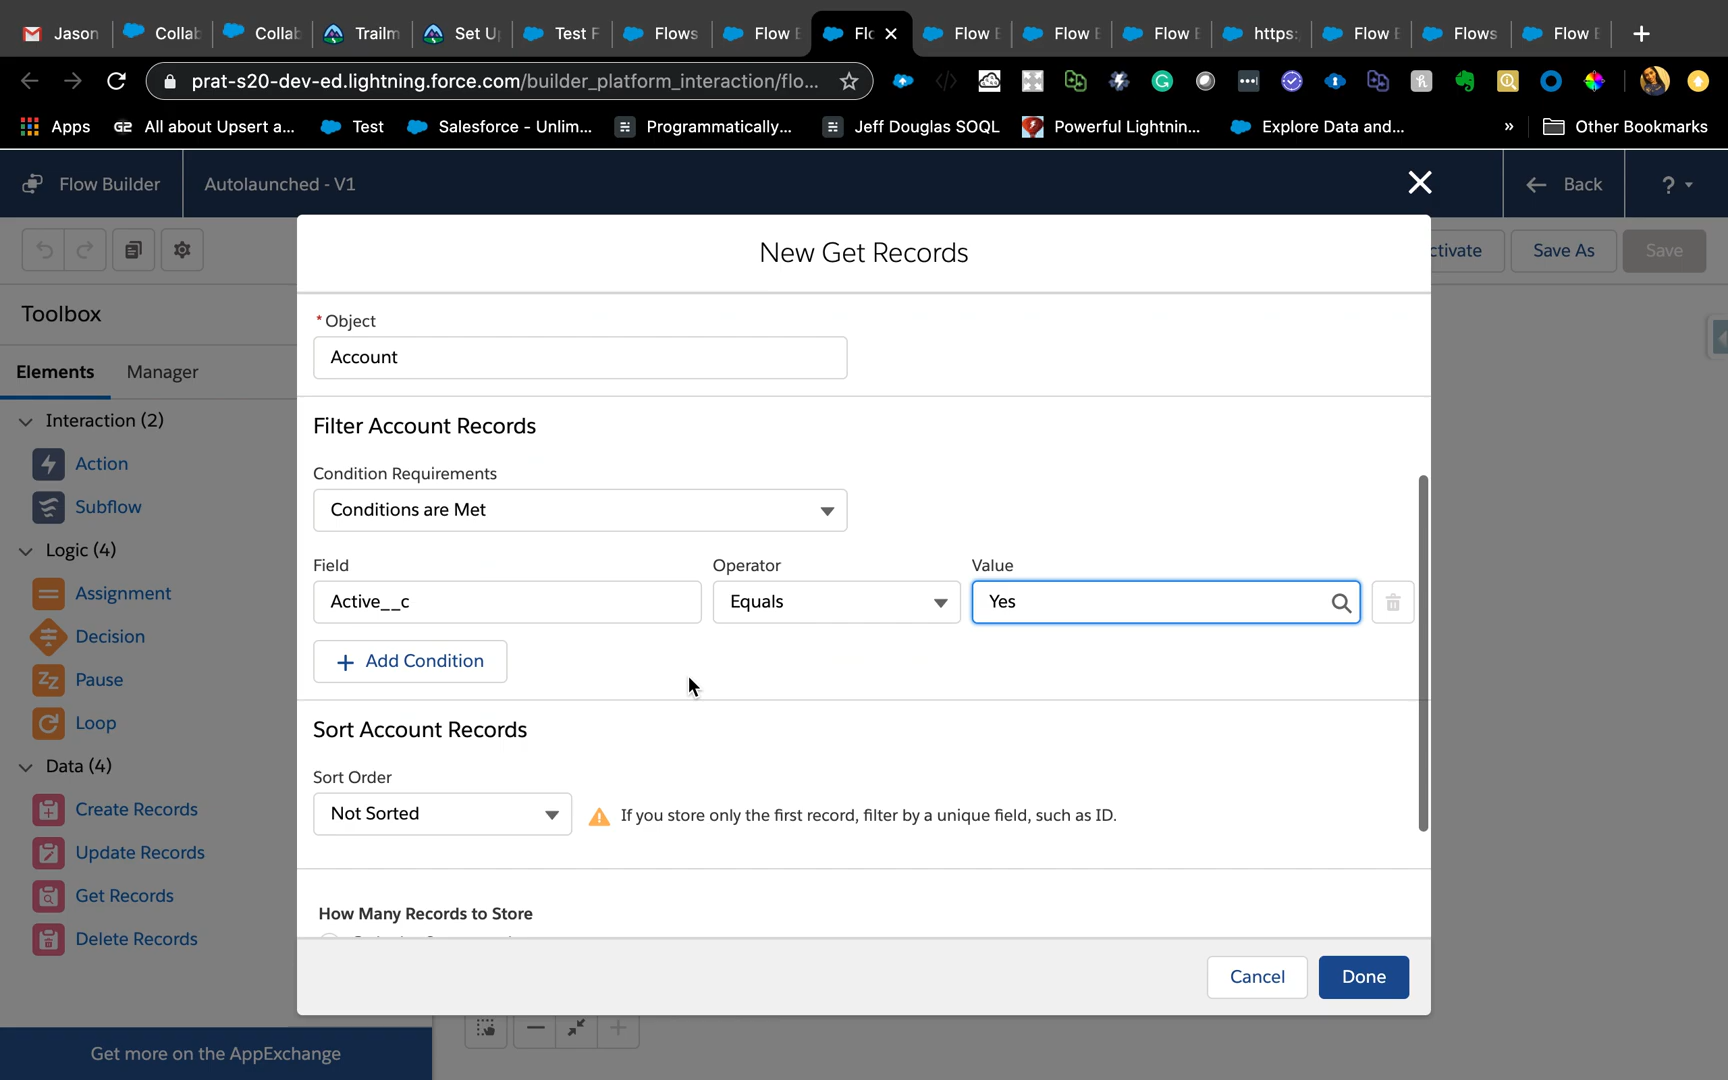 Jason
Collab
Collab
Trailm
Set U
Test F
Flows
Flow
Flo
Flow
Flow
Flow
https:
Flow
Flows
Flow
prat-s20-dev-ed.lightning.force.com/builder_platform_interaction/flo...
Apps
G2
All about Upsert a...
Test
Salesforce - Unlim...
Programmatically...
Jeff Douglas SOQL
Powerful Lightnin...
Explore Data and...
»
Other Bookmarks
Flow Builder
Autolaunched - V1
Back
?
New Get Records
ctivate
Save As
Save
Toolbox
Elements
Manager
Interaction (2)
Action
Subflow
Logic (4)
Assignment
Decision
Pause
Loop
Data (4)
Create Records
Update Records
Get Records
Delete Records
Get more on the AppExchange
* Object
Account
Filter Account Records
Condition Requirements
Conditions are Met
Field
Operator
Value
Active__c
Equals
Yes
+ Add Condition
Sort Account Records
Sort Order
Not Sorted
If you store only the first record, filter by a unique field, such as ID.
How Many Records to Store
Cancel
Done